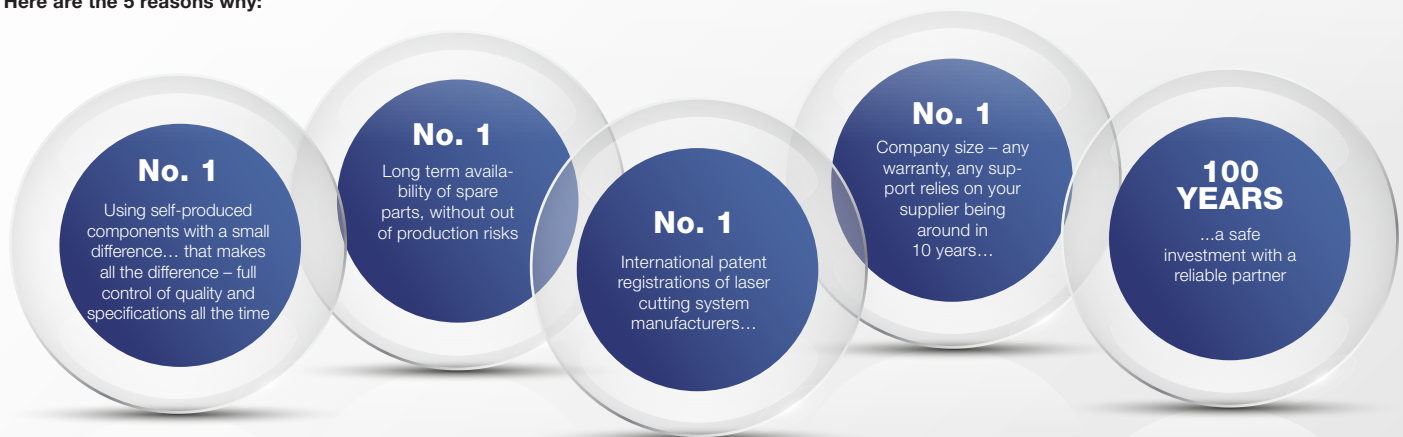 Here are the 5 reasons why:
No. 1
Using self-produced
components with a small
difference… that makes
all the difference – full
control of quality and
specifications all the time
No. 1
Long term availa-
bility of spare
parts, without out
of production risks
No. 1
International patent
registrations of laser
cutting system
manufacturers…
No. 1
Company size – any
warranty, any sup-
port relies on your
supplier being
around in
10 years…
100
YEARS
...a safe
investment with a
reliable partner